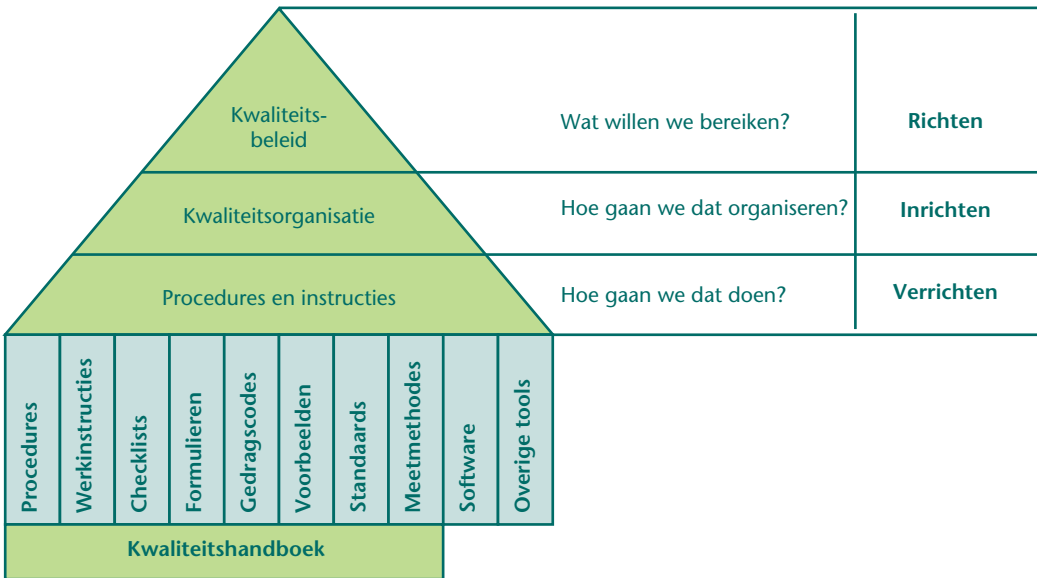 Kwaliteits-
beleid
Wat willen we bereiken?
Richten
Kwaliteitsorganisatie
Hoe gaan we dat organiseren?
Inrichten
Procedures en instructies
Hoe gaan we dat doen?
Verrichten
Procedures
Werkinstructies
Checklists
Formulieren
Gedragscodes
Voorbeelden
Standaards
Meetmethodes
Software
Overige tools
Kwaliteitshandboek